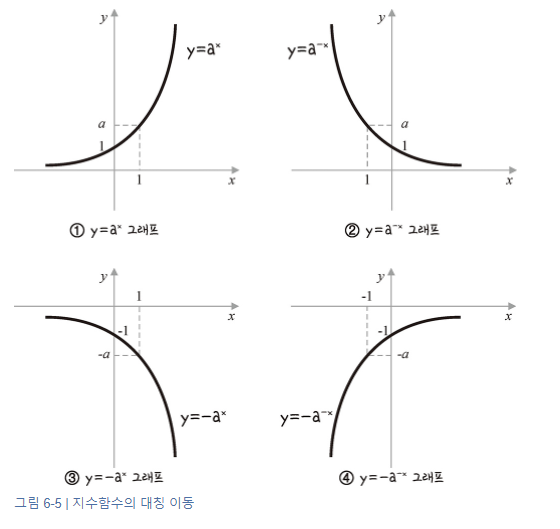 y
y
y=aˣ
y=a⁻ˣ
a
a
1
1
1
x
1
x
① y=aˣ 그래프
② y=a⁻ˣ 그래프
y
1
y
-1
x
x
-1
-1
-a
-a
y=-aˣ
y=-a⁻ˣ
③ y=-aˣ 그래프
④ y=-a⁻ˣ 그래프
그림 6-5 | 지수함수의 대칭 이동